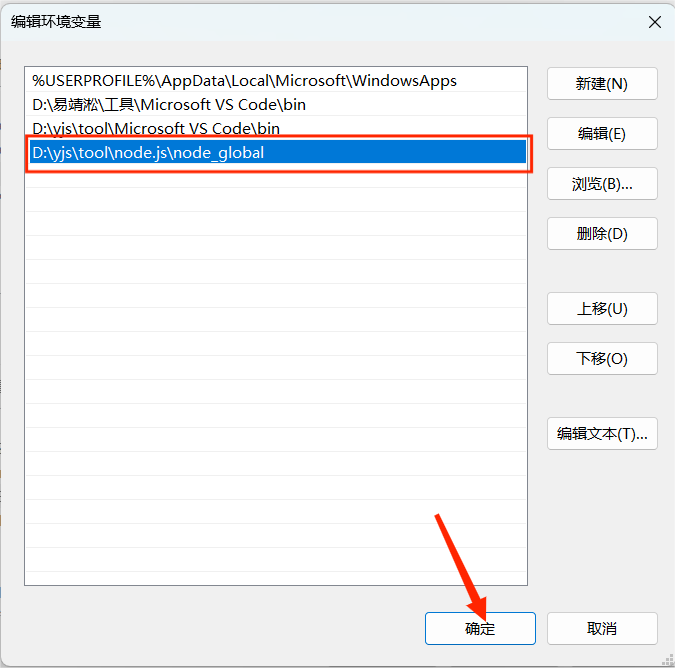 编辑环境变量
%USERPROFILE%\AppData\Local\Microsoft\WindowsApps
D:\易靖淞\工具\Microsoft VS Code\bin
D:\yjs\tool\Microsoft VS Code\bin
D:\yjs\tool\node.js\node_global
新建(N)
编辑(E)
浏览(B)...
删除(D)
上移(U)
下移(O)
编辑文本(T)...
确定
取消